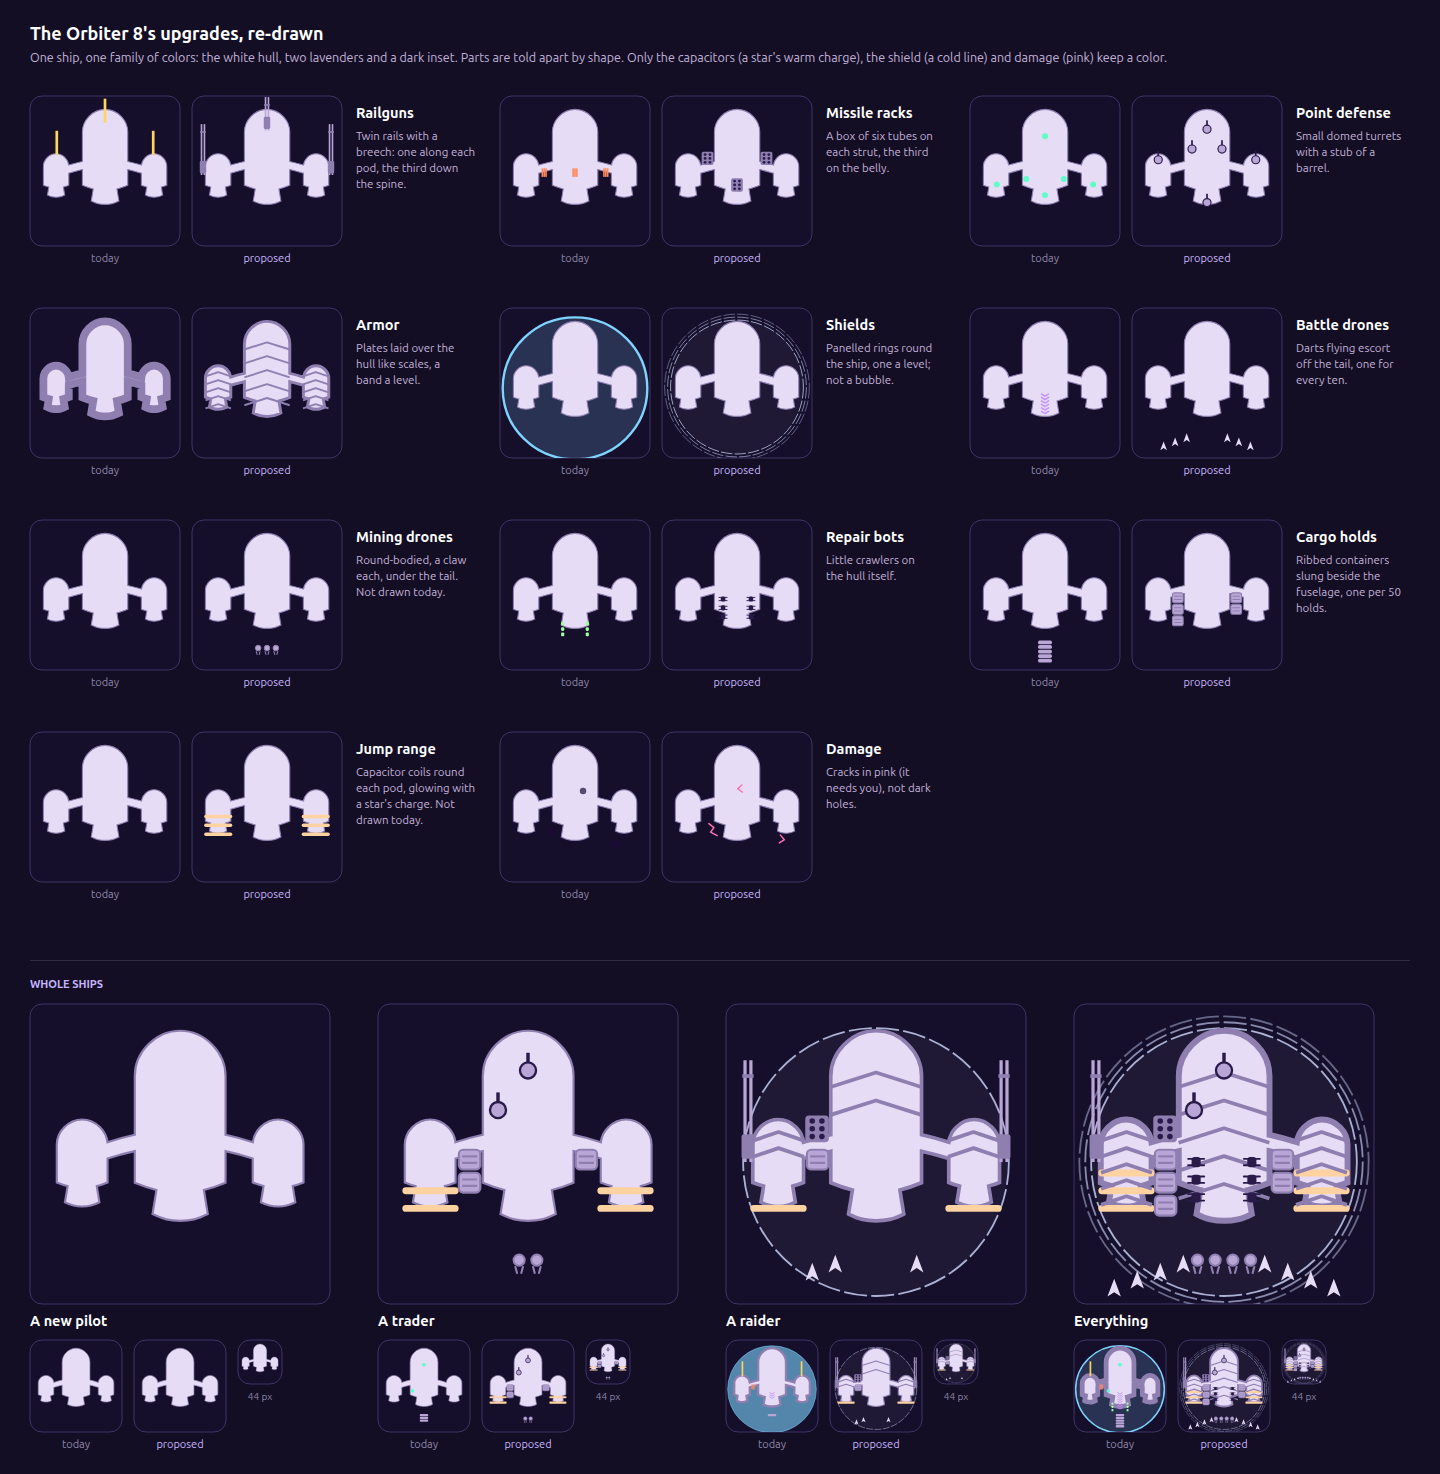 The Orbiter 8's upgrades, re-drawn
One ship, one family of colors: the white hull, two lavenders and a dark inset. Parts are told apart by shape. Only the capacitors (a star's warm charge), the shield (a cold line) and damage (pink) keep a color.
Railguns
Twin rails with a
breech: one along each
pod, the third down
the spine.
today
proposed
Missile racks
A box of six tubes on
each strut, the third
on the belly.
today
proposed
Point defense
Small domed turrets
with a stub of a
barrel.
today
proposed
Armor
Plates laid over the
hull like scales, a
band a level.
today
proposed
Shields
Panelled rings round
the ship, one a level;
not a bubble.
today
proposed
Battle drones
Darts flying escort
off the tail, one for
every ten.
today
proposed
Mining drones
Round-bodied, a claw
each, under the tail.
Not drawn today.
today
proposed
Repair bots
Little crawlers on
the hull itself.
today
proposed
Cargo holds
Ribbed containers
slung beside the
fuselage, one per 50
holds.
today
proposed
Jump range
Capacitor coils round
each pod, glowing with
a star's charge. Not
drawn today.
today
proposed
Damage
Cracks in pink (it
needs you), not dark
holes.
today
proposed
WHOLE SHIPS
A new pilot
44 px
today
proposed
A trader
44 px
today
proposed
A raider
44 px
today
proposed
Everything
44 px
today
proposed